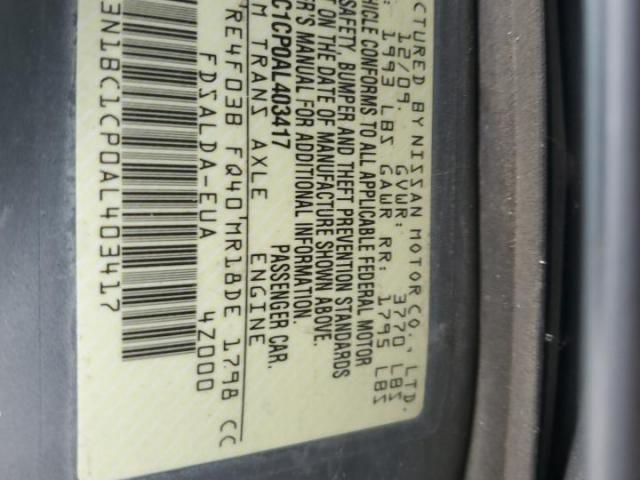 CTURED BY NISSAN MOTOR CO., LTD.
12/09. GVWR: 3770 LBS
1993 LBS GAWR RR: 1795 LBS
HICLE CONFORMS TO ALL APPLICABLE FEDERAL MOTOR
SAFETY, BUMPER AND THEFT PREVENTION STANDARDS
T ON THE DATE OF MANUFACTURE SHOWN ABOVE.
ER'S MANUAL FOR ADDITIONAL INFORMATION.
C1CP0AL403417 PASSENGER CAR.
M TRANS AXLE ENGINE
RE4F03B FQ40 MR18DE 1798 CC
FDSALDA-EUA 4Z000
3N1BC1CP0AL403417